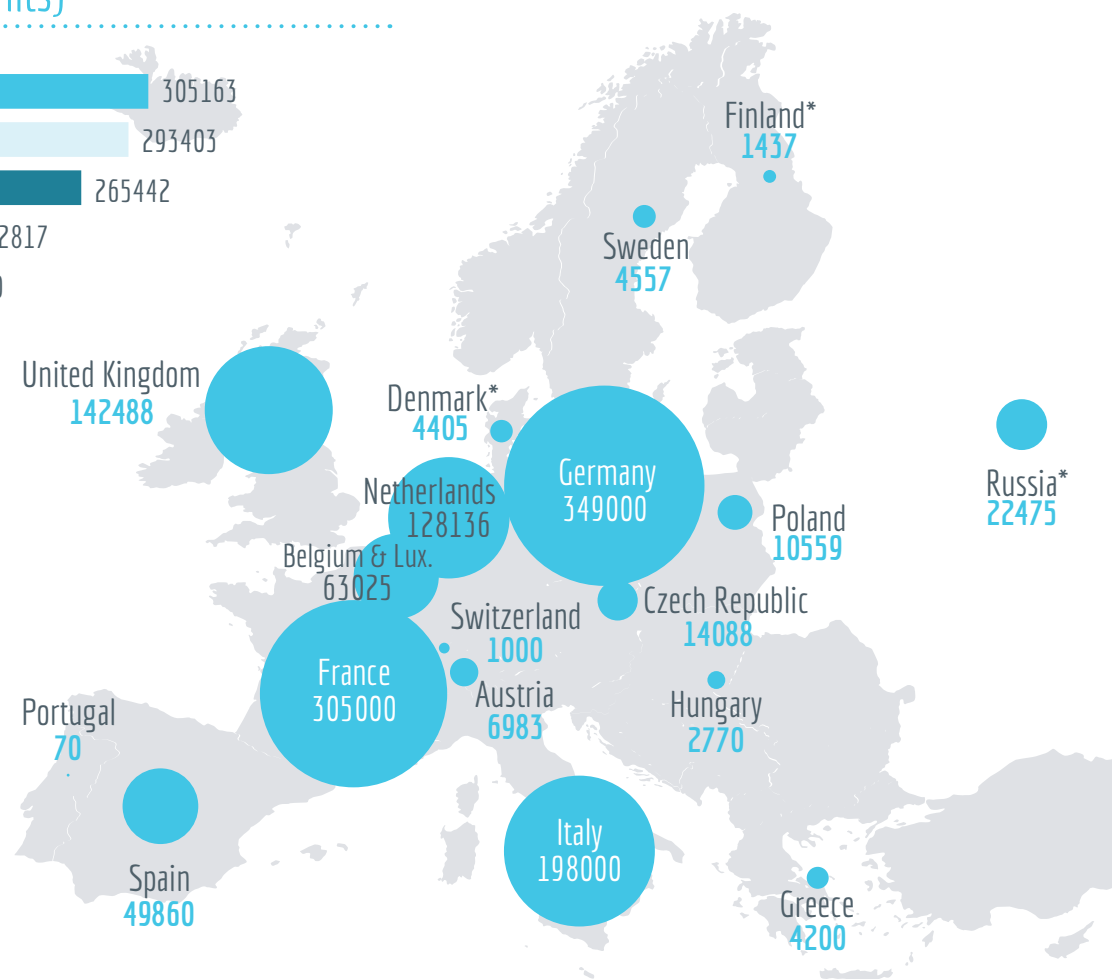 305163
293403
265442
Finland*
1437
Sweden
4557
United Kingdom
142488
Denmark*
4405
Germany
349000
Netherlands
128136
Russia*
22475
Poland
10559
Belgium & Lux.
63025
Czech Republic
14088
Switzerland
1000
France
305000
Austria
6983
Hungary
2770
Portugal
70
Italy
198000
Spain
49860
Greece
4200